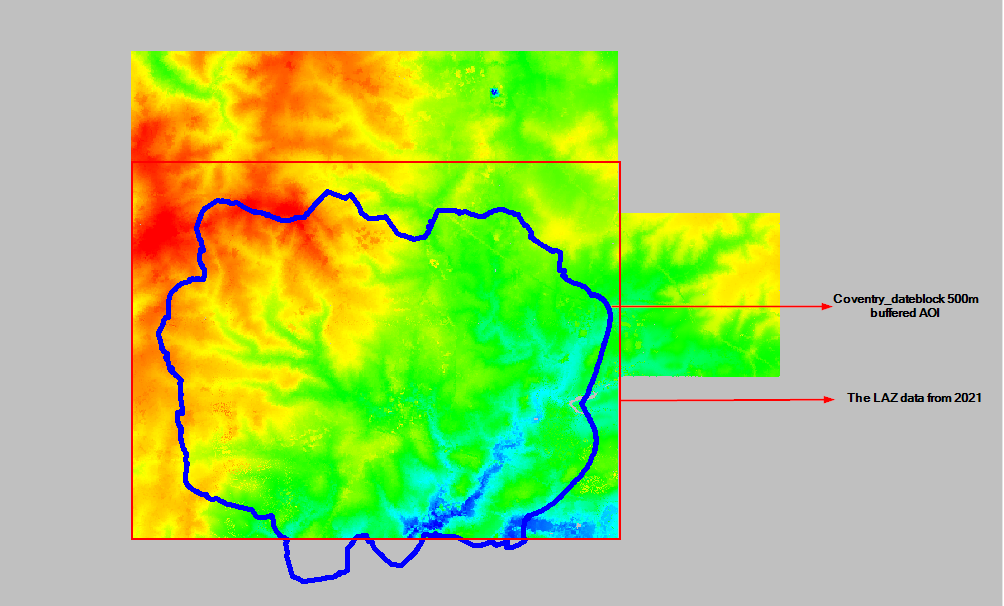 Coventry_dateblock 500m
buffered AOI
The LAZ data from 2021